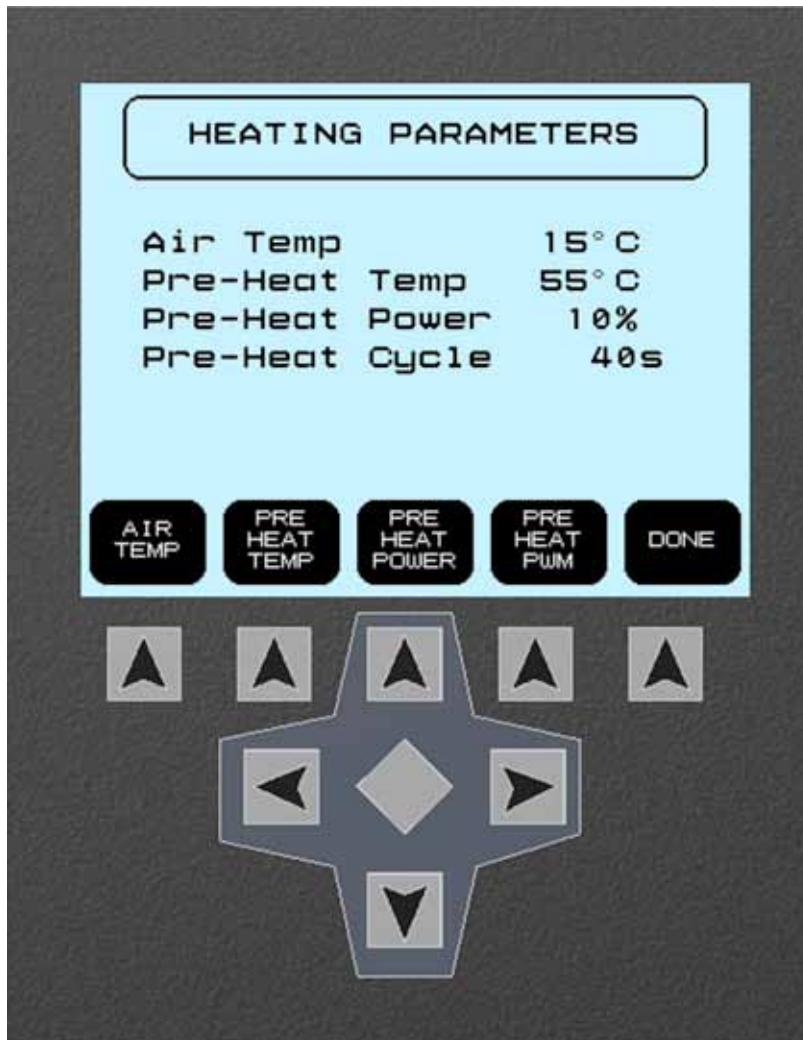 HEATING PARAMETERS
Air Temp 15°C
Pre-Heat Temp 55°C
Pre-Heat Power 10%
Pre-Heat Cycle 40s
AIR
TEMP
PRE
HEAT
TEMP
PRE
HEAT
POWER
PRE
HEAT
PWM
DONE